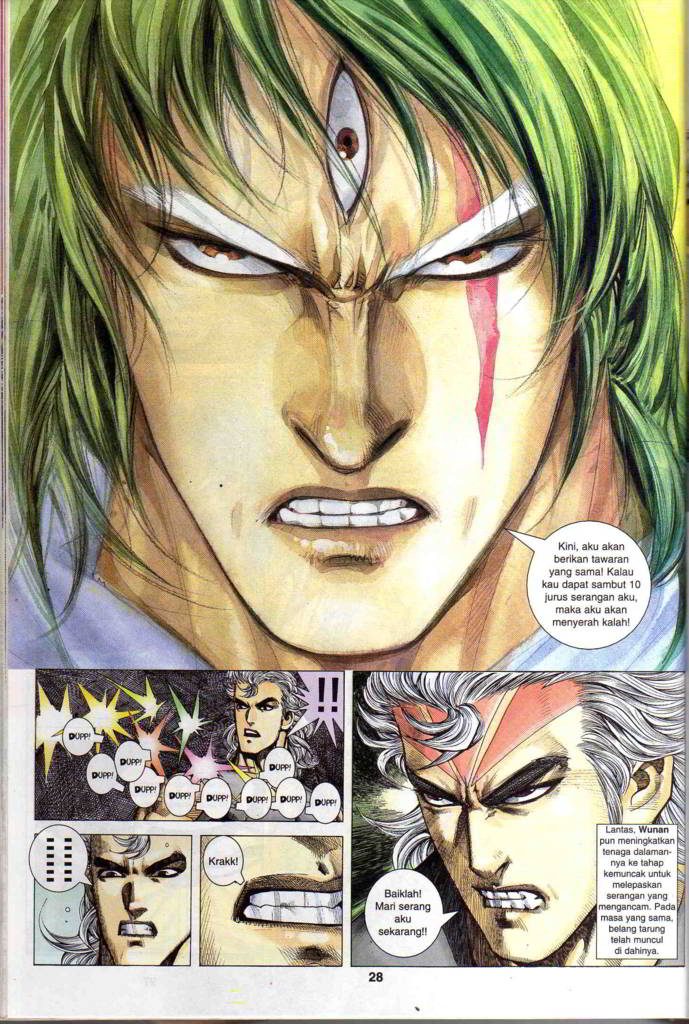 Kini, aku akan
berikan tawaran
yang sama! Kalau
kau dapat sambut 10
jurus serangan aku,
maka aku akan
menyerah kalah!
!!
DUPP!
DUPP!
DUPP!
DUPP!
DUPP!
DUPP!
DUPP!
DUPP!
DUPP!
DUPP!
Krakk!
Baiklah!
Mari serang
aku
sekarang!!
Lantas, Wunan
pun meningkatkan
tenaga dalaman-
nya ke tahap
kemuncak untuk
melepaskan
serangan yang
mengancam. Pada
masa yang sama,
belang tarung
telah muncul
di dahinya.
28